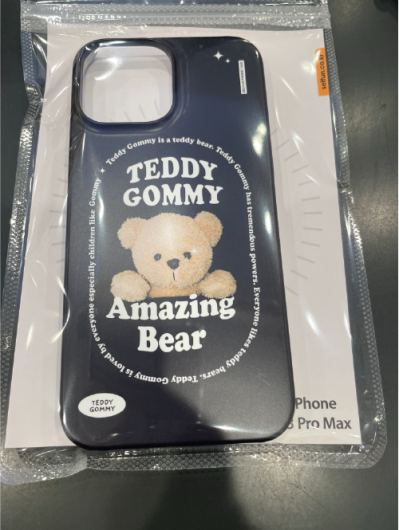 Teddy Gommy is a teddy bear. Teddy Gommy has tremendous powers. Everyone likes teddy bears. Teddy Gommy is loved by everyone especially children like Gommy
TEDDY
GOMMY
Amazing
Bear
TEDDY
GOMMY
Phone
Pro Max